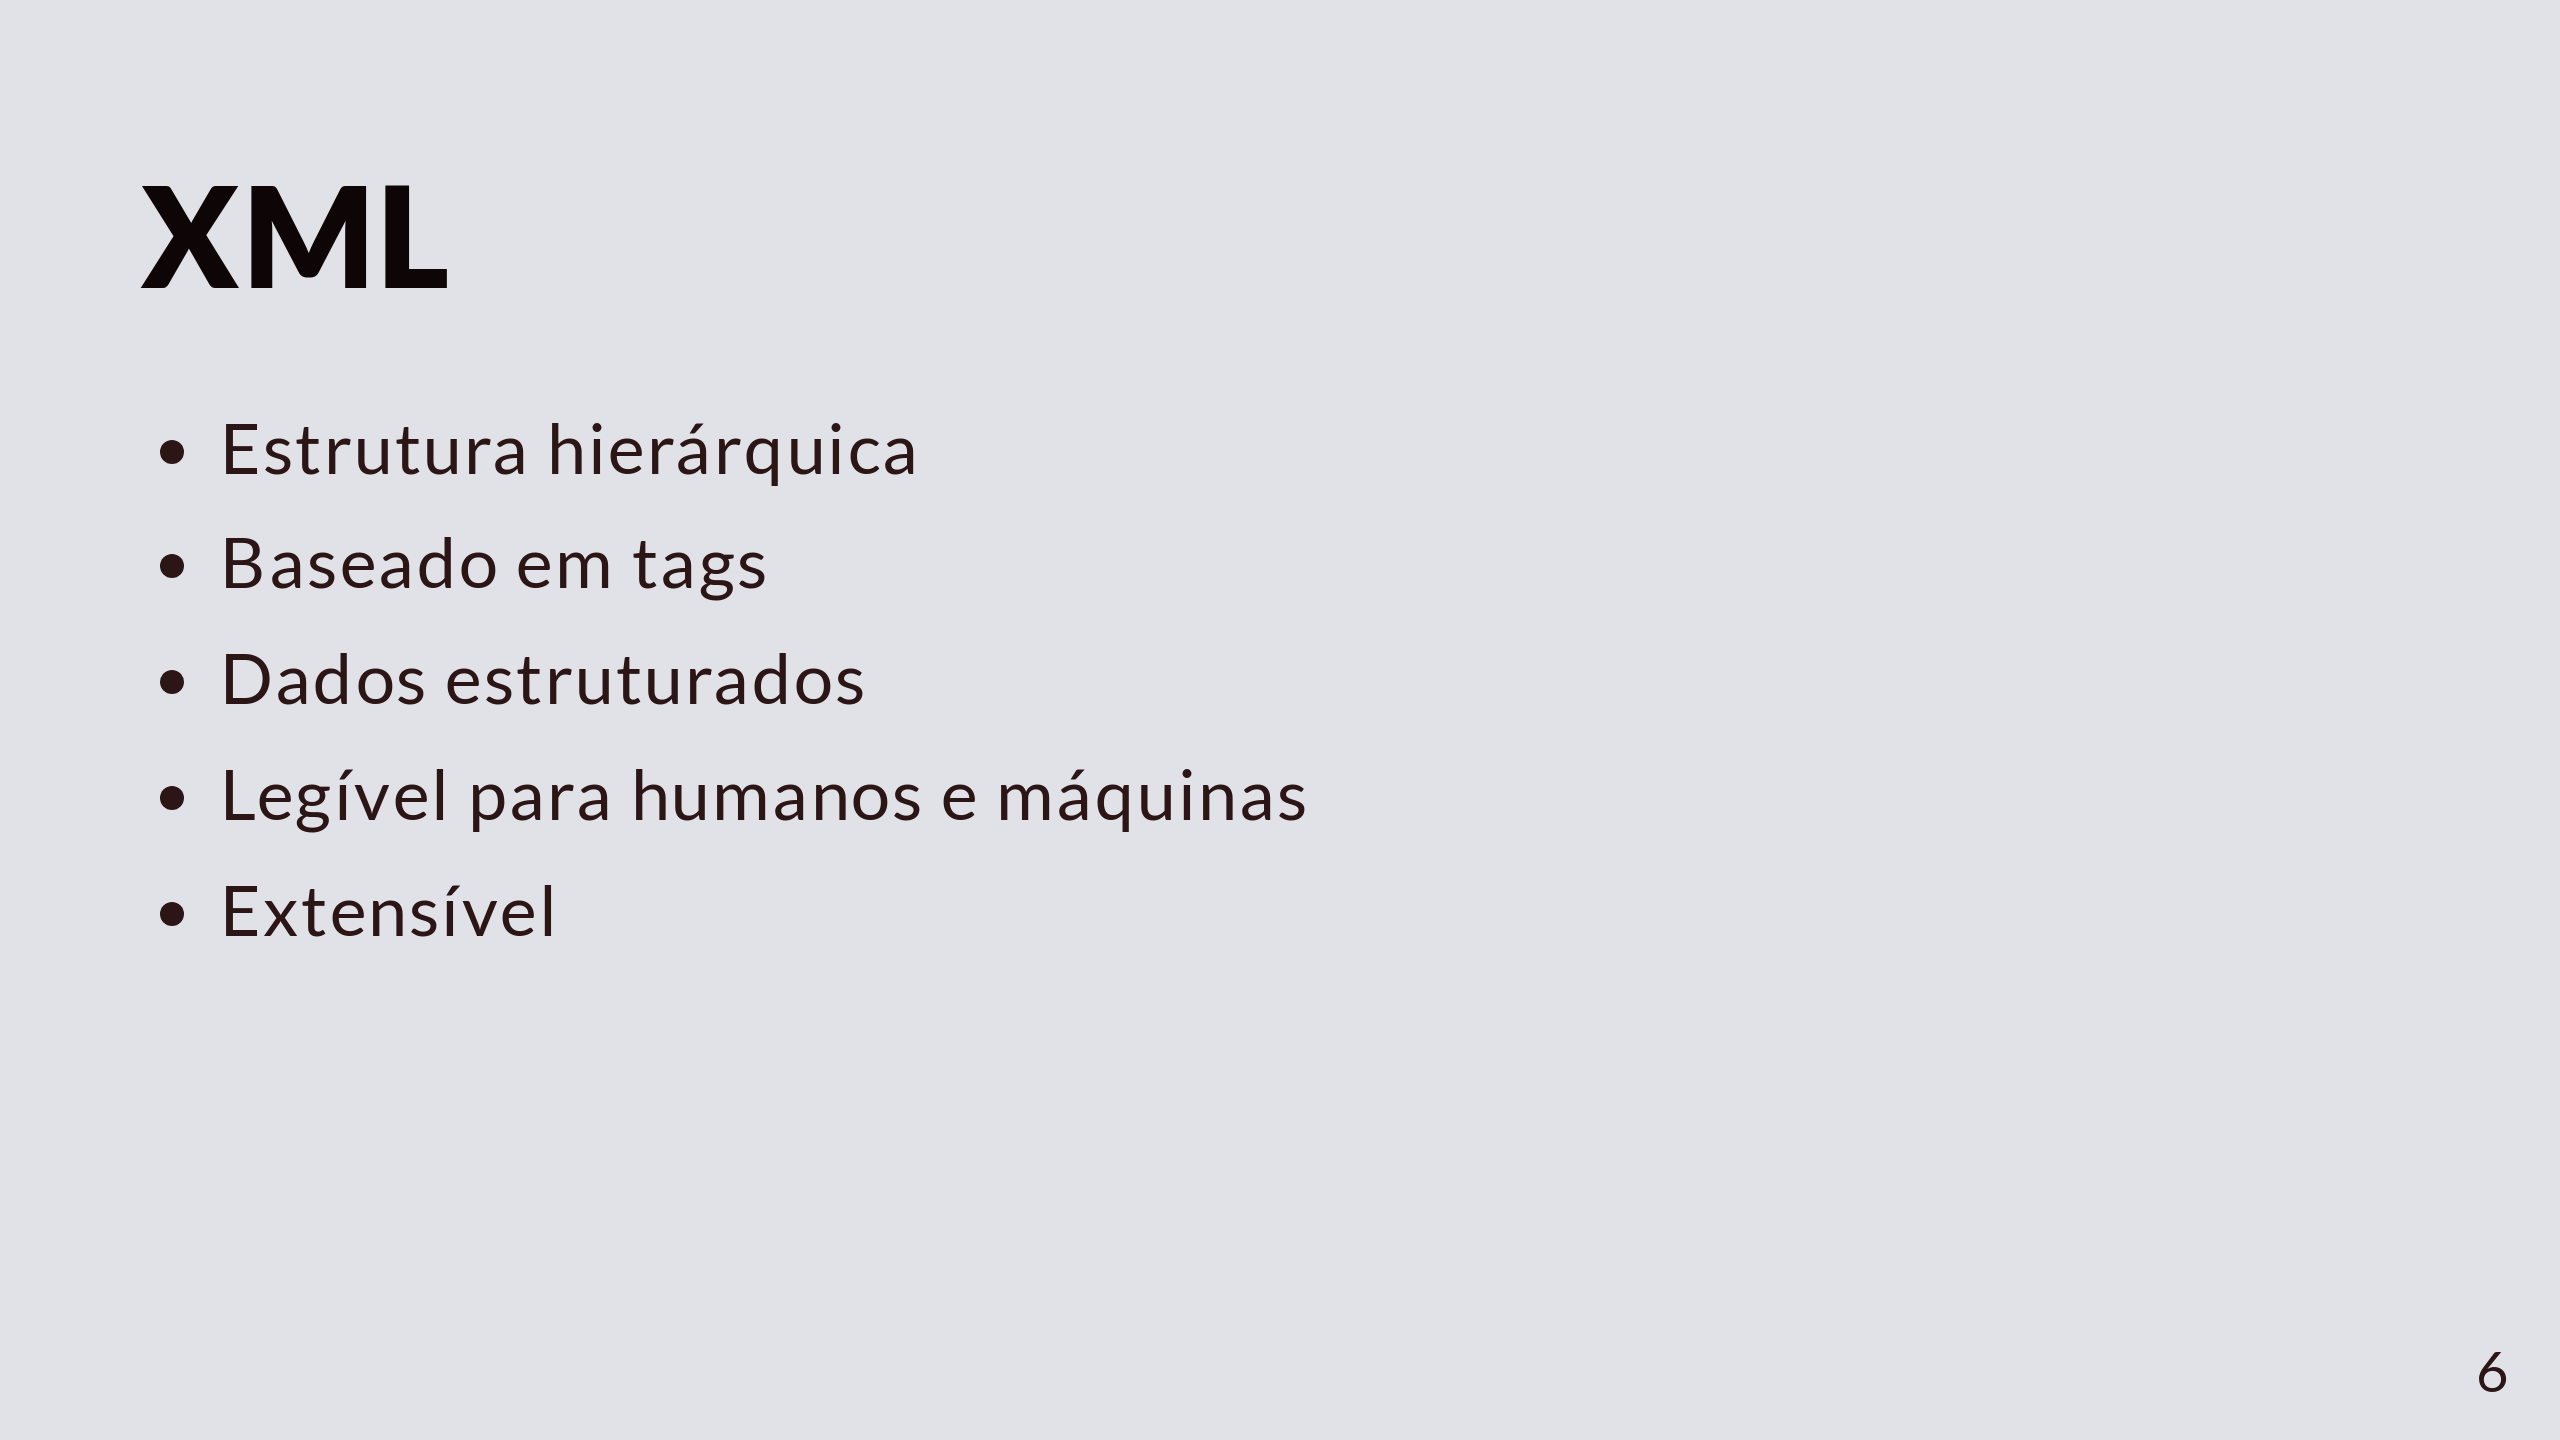 XML
• Estrutura hierárquica
• Baseado em tags
• Dados estruturados
• Legível para humanos e máquinas
• Extensível
6